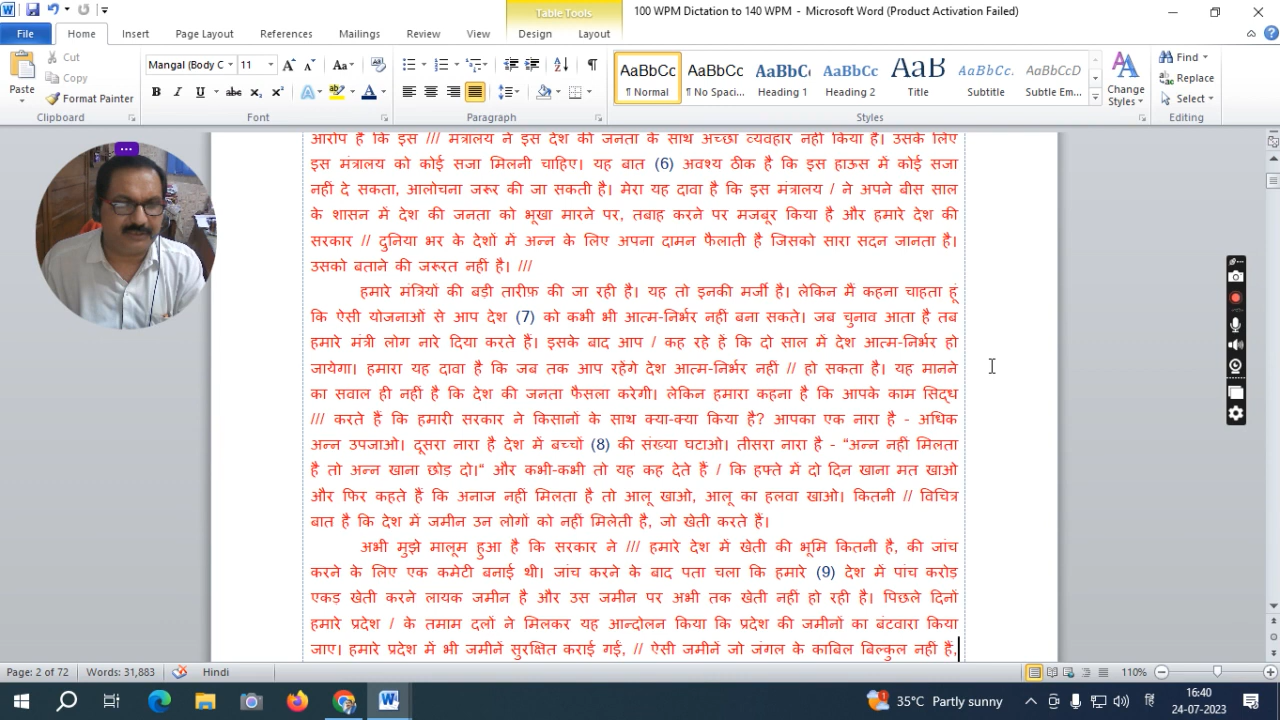 Table Tools
100 WPM Dictation to 140 WPM - Microsoft Word (Product Activation Failed)
File Home Insert Page Layout References Mailings Review View Design Layout
Paste
Cut
Copy
Format Painter
Clipboard
Mangal (Body C 11
Font
Paragraph
AaBbCc AaBbCc AaBbC AaBbCc AaB AaBbCc. AaBbCc
¶ Normal ¶ No Spaci... Heading 1 Heading 2 Title Subtitle Subtle Em...
Styles
Change Styles
Find
Replace
Select
Editing
आरोप है कि इस /// मंत्रालय ने इस देश की जनता के साथ अच्छा व्यवहार नहीं किया है। उसके लिए
इस मंत्रालय को कोई सजा मिलनी चाहिए। यह बात (6) अवश्य ठीक है कि इस हाऊस में कोई सजा
नहीं दे सकता, आलोचना जरूर की जा सकती है। मेरा यह दावा है कि इस मंत्रालय / ने अपने बीस साल
के शासन में देश की जनता को भूखा मारने पर, तबाह करने पर मजबूर किया है और हमारे देश की
सरकार // दुनिया भर के देशों में अन्न के लिए अपना दामन फैलाती है जिसको सारा सदन जानता है।
उसको बताने की जरूरत नहीं है। ///
हमारे मंत्रियों की बडी तारीफ़ की जा रही है। यह तो इनकी मर्जी है। लेकिन मैं कहना चाहता हूं
कि ऐसी योजनाओं से आप देश (7) को कभी भी आत्म-निर्भर नहीं बना सकते। जब चुनाव आता है तब
हमारे मंत्री लोग नारे दिया करते हैं। इसके बाद आप / कह रहे हैं कि दो साल में देश आत्म-निर्भर हो
जायेगा। हमारा यह दावा है कि जब तक आप रहेंगे देश आत्म-निर्भर नहीं // हो सकता है। यह मानने
का सवाल ही नहीं है कि देश की जनता फैसला करेगी। लेकिन हमारा कहना है कि आपके काम सिद्ध
/// करते हैं कि हमारी सरकार ने किसानों के साथ क्या-क्या किया है? आपका एक नारा है - अधिक
अन्न उपजाओ। दूसरा नारा है देश में बच्चों (8) की संख्या घटाओ। तीसरा नारा है - “अन्न नहीं मिलता
है तो अन्न खाना छोड़ दो।“ और कभी-कभी तो यह कह देते हैं / कि हफ्ते में दो दिन खाना मत खाओ
और फिर कहते हैं कि अनाज नहीं मिलता है तो आलू खाओ, आलू का हलवा खाओ। कितनी // विचित्र
बात है कि देश में जमीन उन लोगों को नहीं मिलेती है, जो खेती करते हैं।
अभी मुझे मालूम हुआ है कि सरकार ने /// हमारे देश में खेती की भूमि कितनी है, की जांच
करने के लिए एक कमेटी बनाई थी। जांच करने के बाद पता चला कि हमारे (9) देश में पांच करोड़
एकड़ खेती करने लायक जमीन है और उस जमीन पर अभी तक खेती नहीं हो रही है। पिछले दिनों
हमारे प्रदेश / के तमाम दलों ने मिलकर यह आन्दोलन किया कि प्रदेश की जमीनों का बंटवारा किया
जाए। हमारे प्रदेश में भी जमीनें सुरक्षित कराई गई, // ऐसी जमीनें जो जंगल के काबिल बिल्कुल नहीं हैं,
Page: 2 of 72 Words: 31,883 Hindi 110%
35°C Partly sunny हिं 16:40
24-07-2023